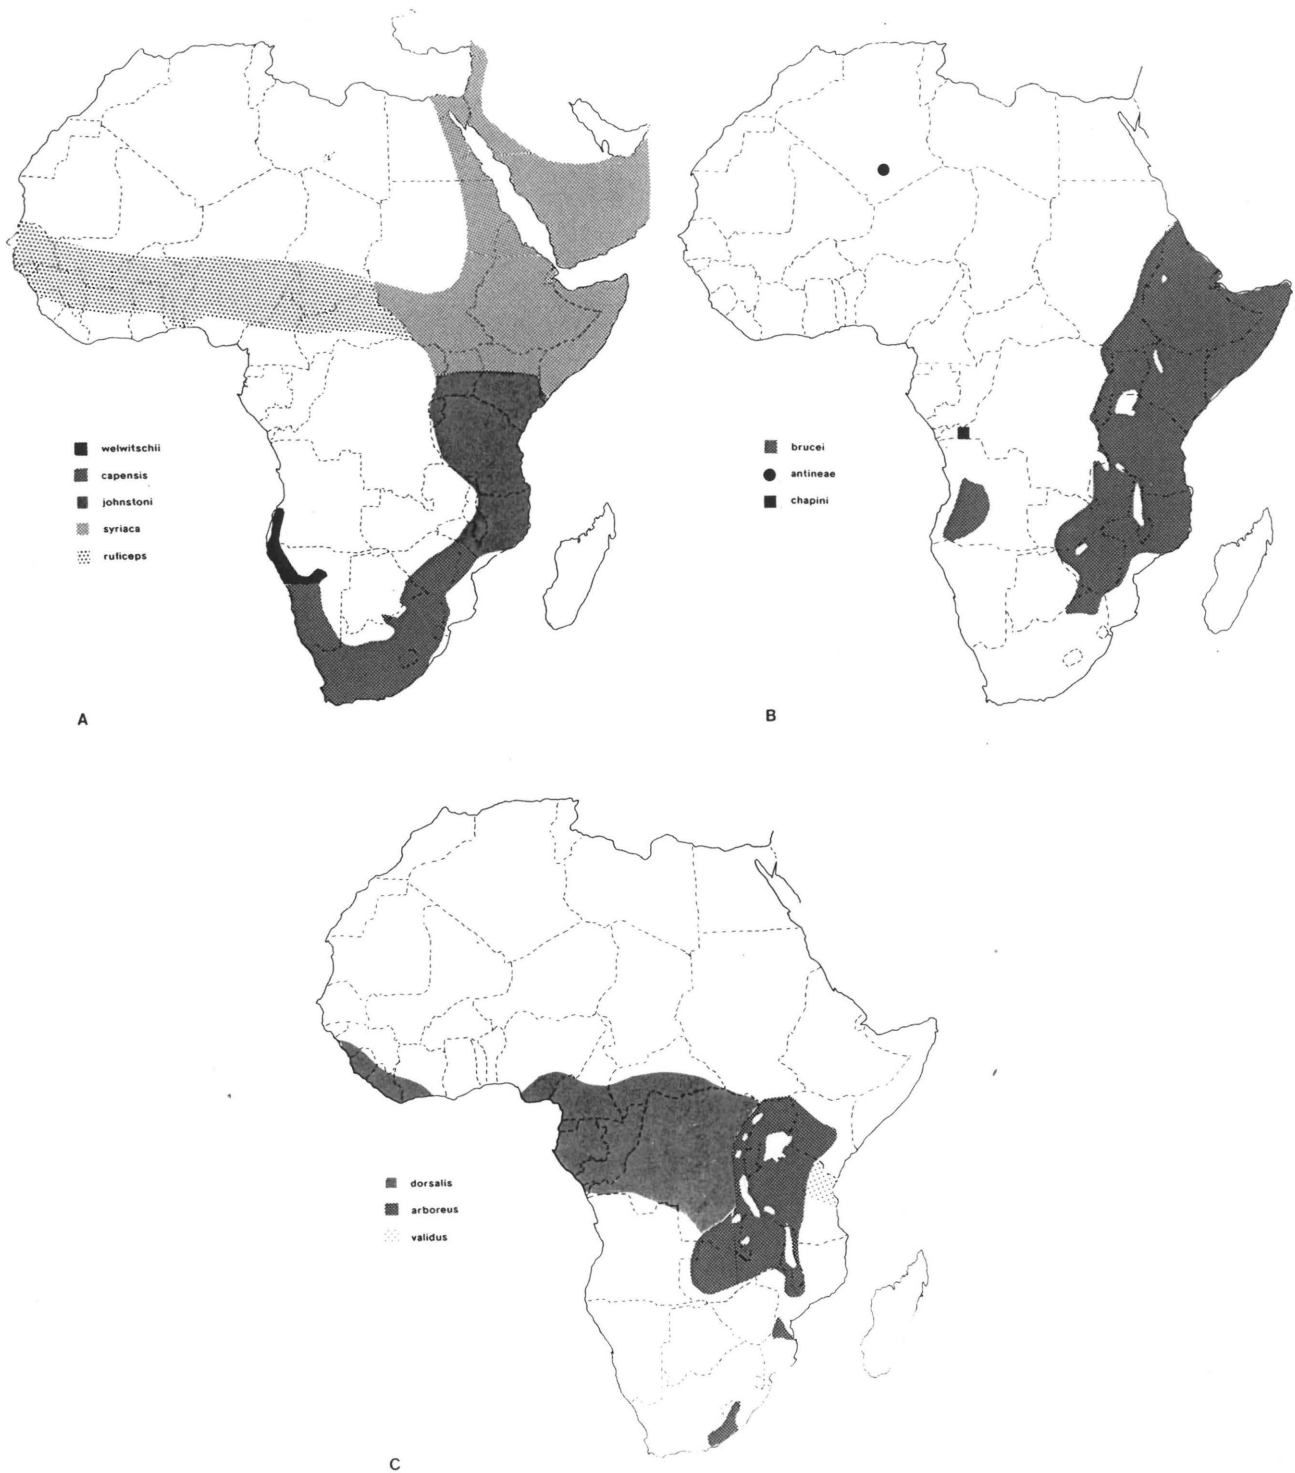 welwitschii
capensis
johnstoni
syriaca
ruficeps
A
brucei
antineae
chapini
B
dorsalis
arboreus
validus
C